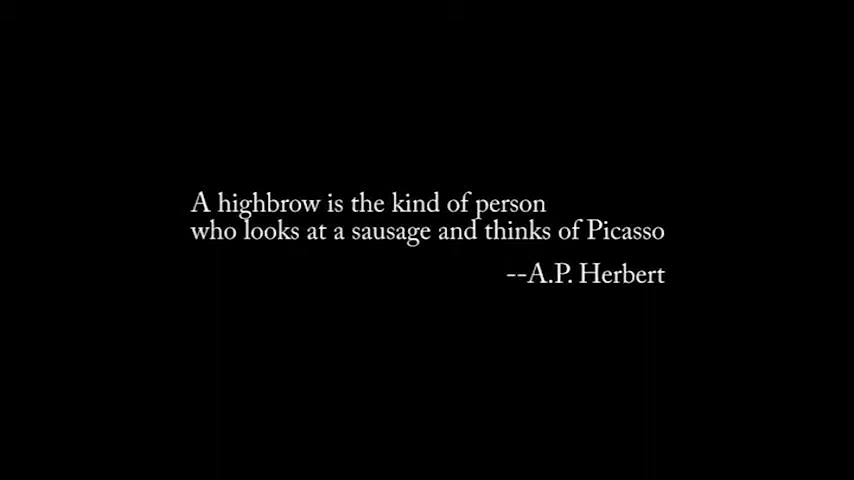 A highbrow is the kind of person
who looks at a sausage and thinks of Picasso
--A.P. Herbert